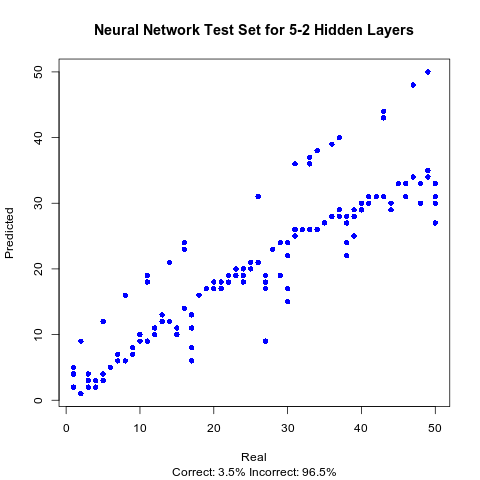 Neural Network Test Set for 5-2 Hidden Layers
50
40
30
20
10
0
Predicted
0 10 20 30 40 50
Real
Correct: 3.5% Incorrect: 96.5%